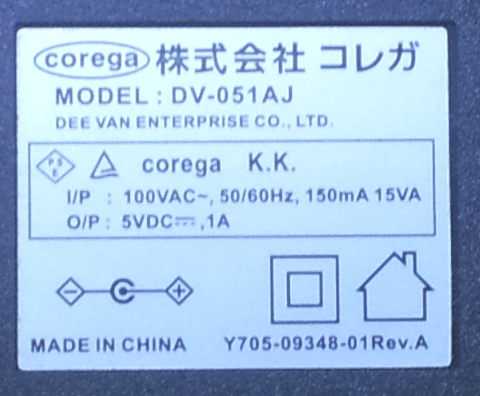 corega 株式会社 コレガ
MODEL : DV-051AJ
DEE VAN ENTERPRISE CO., LTD.
PSE corega K.K.
I/P : 100VAC~, 50/60Hz, 150mA 15VA
O/P : 5VDC⎓,1A
MADE IN CHINA Y705-09348-01Rev.A